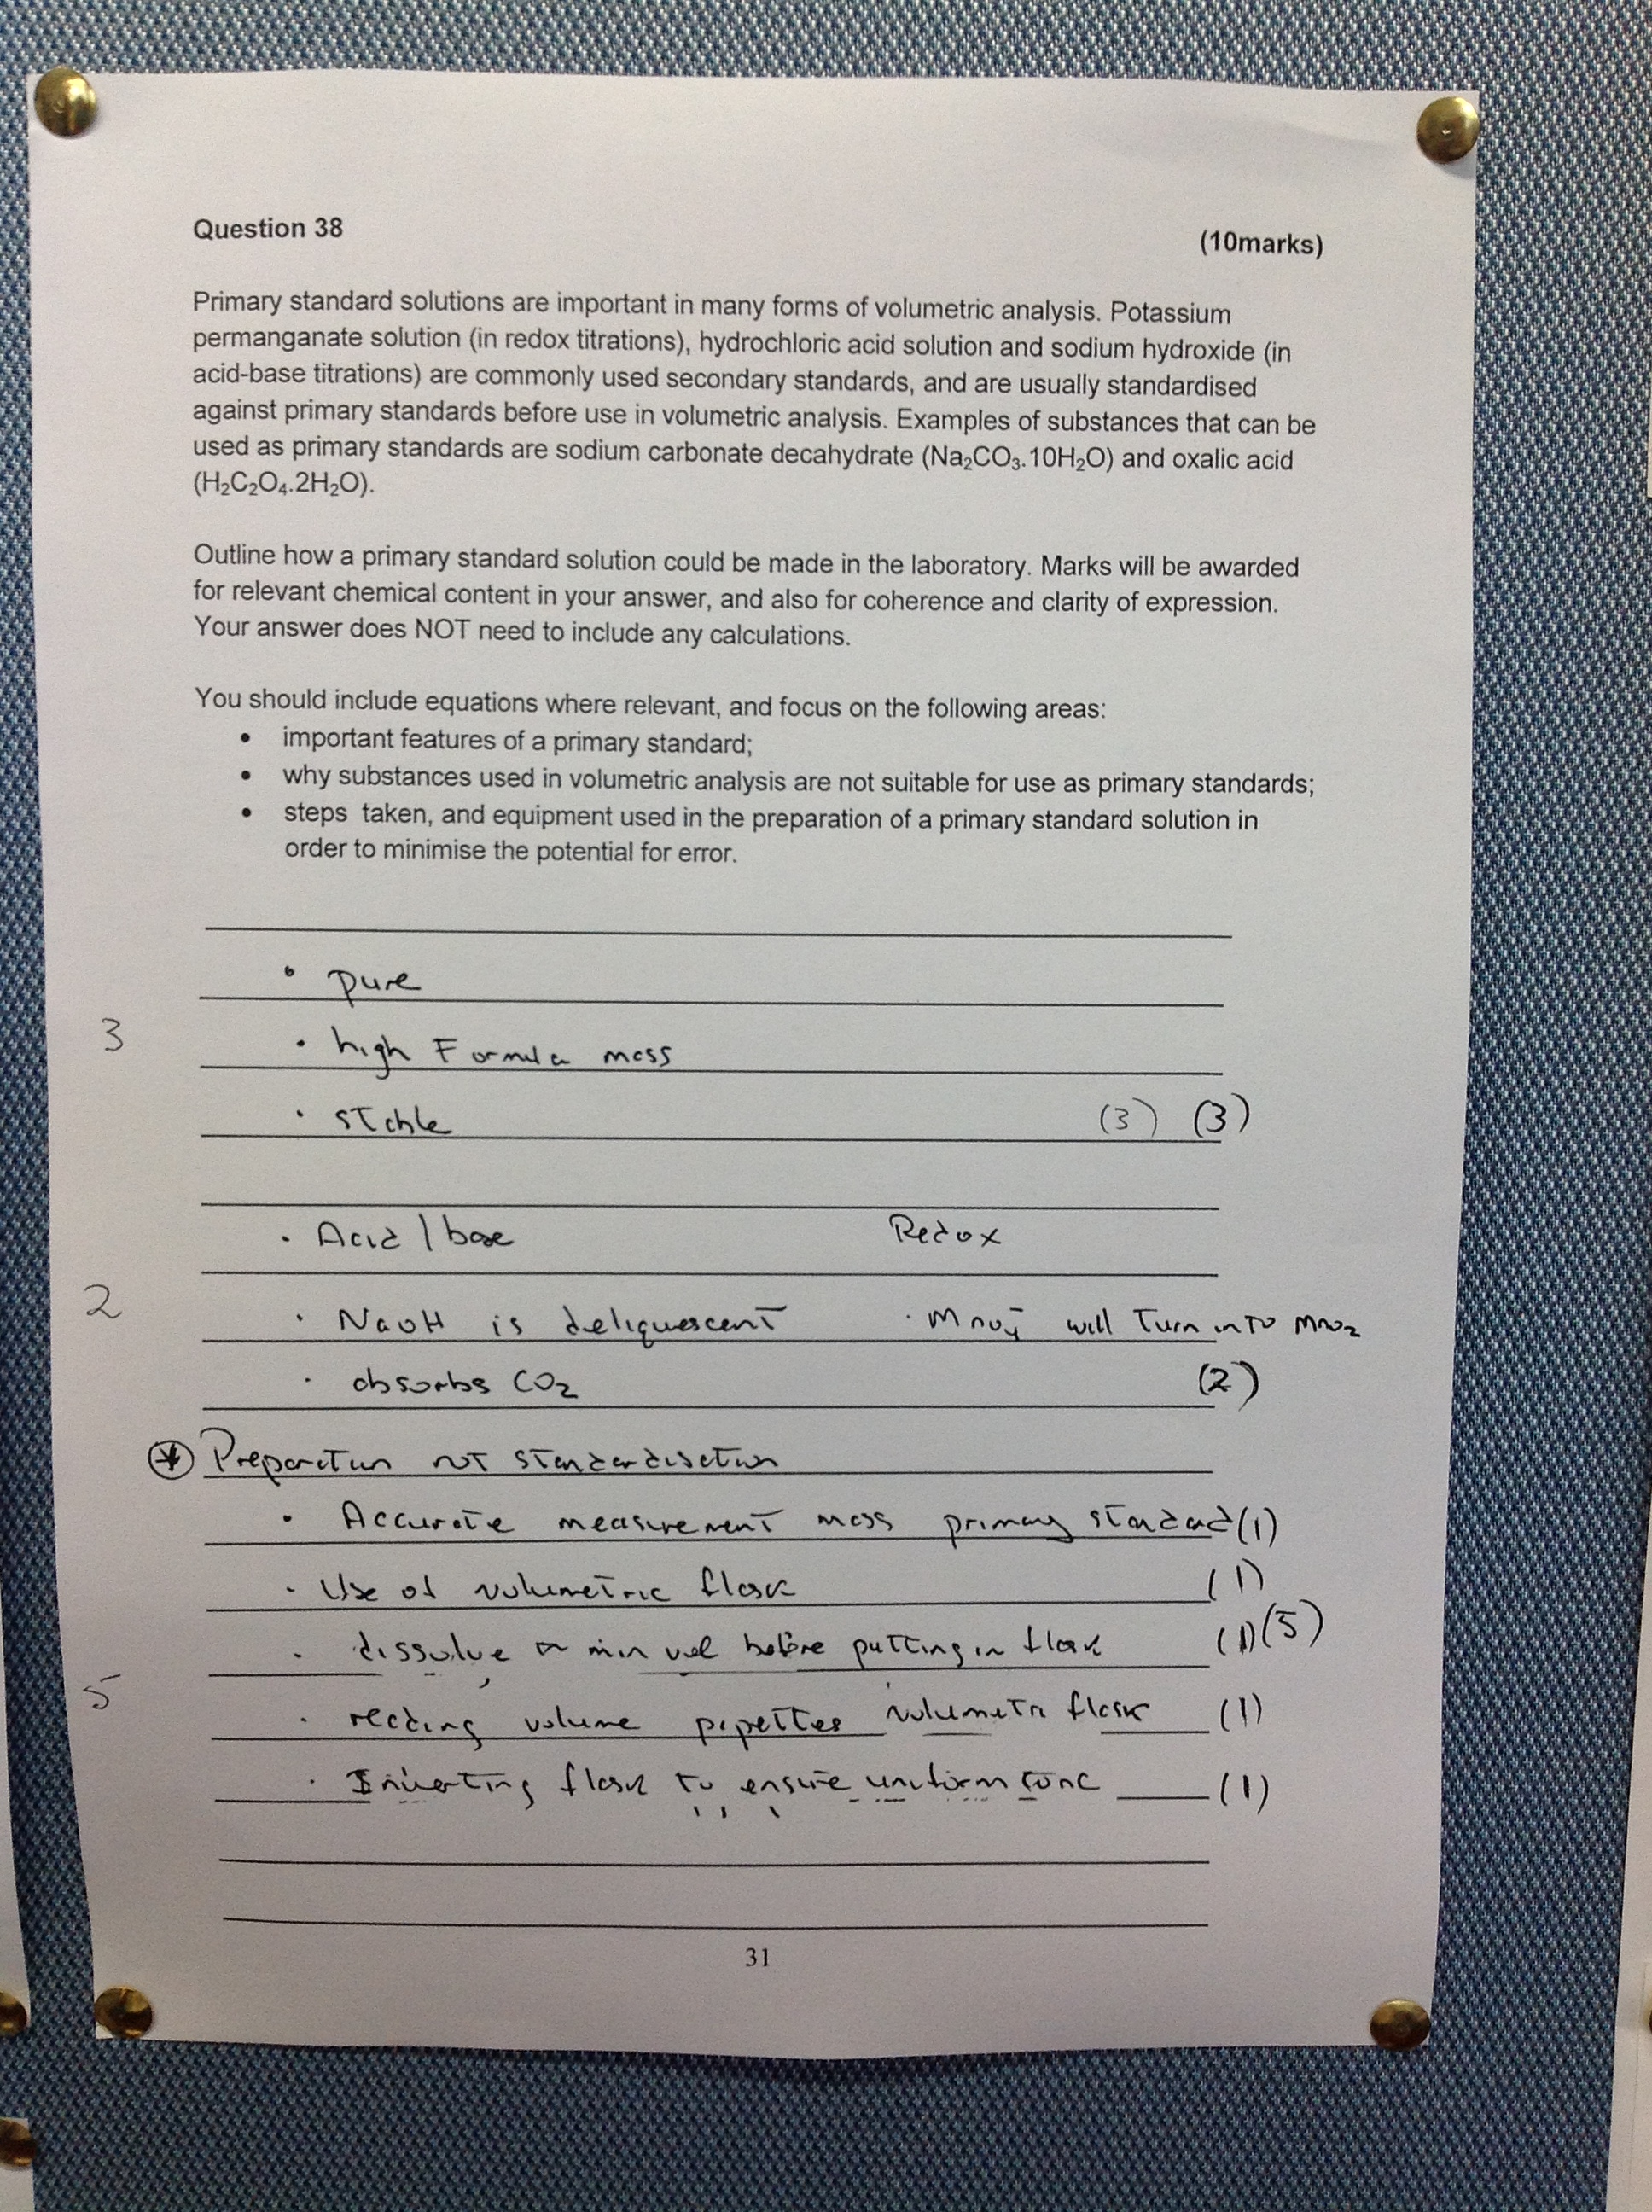 Question 38
(10marks)
Primary standard solutions are important in many forms of volumetric analysis. Potassium
permanganate solution (in redox titrations), hydrochloric acid solution and sodium hydroxide (in
acid-base titrations) are commonly used secondary standards, and are usually standardised
against primary standards before use in volumetric analysis. Examples of substances that can be
used as primary standards are sodium carbonate decahydrate (Na₂CO₃.10H₂O) and oxalic acid
(H₂C₂O₄.2H₂O).
Outline how a primary standard solution could be made in the laboratory. Marks will be awarded
for relevant chemical content in your answer, and also for coherence and clarity of expression.
Your answer does NOT need to include any calculations.
You should include equations where relevant, and focus on the following areas:
• important features of a primary standard;
• why substances used in volumetric analysis are not suitable for use as primary standards;
• steps taken, and equipment used in the preparation of a primary standard solution in
order to minimise the potential for error.
• pure
3
• high Formula mass
• stable (3) (3)
• Acid / base Redox
2
• NaOH is deliquescent • MnO₄⁻ will Turn into MnO₂
• absorbs CO₂ (2)
* Preparation not standardisation
• Accurate measurement mass primary standard (1)
• Use of volumetric flask (1)
• dissolve min vol before putting in flask (1) (5)
5
• reading volume pipettes volumetric flask (1)
• Inverting flask to ensure uniform conc (1)
31